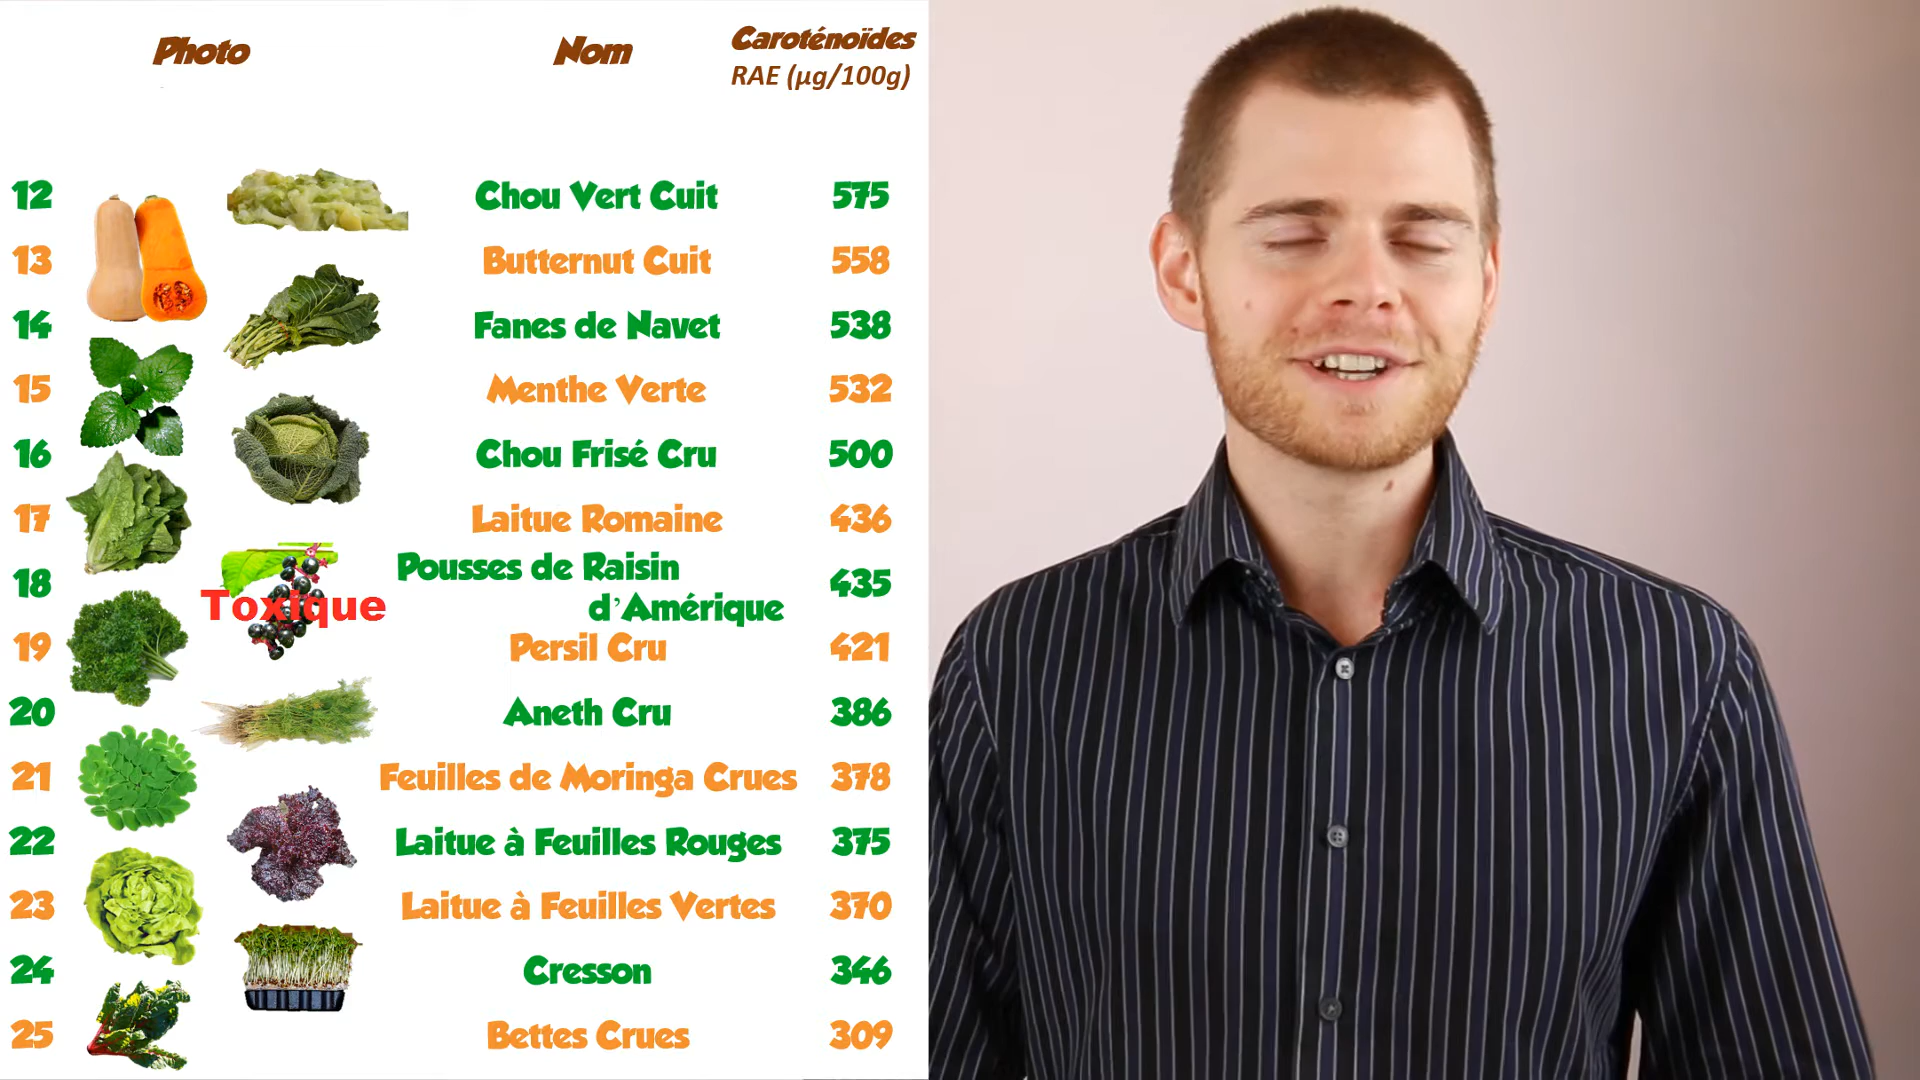 Photo Nom Caroténoïdes
RAE (µg/100g)
12 Chou Vert Cuit 575
13 Butternut Cuit 558
14 Fanes de Navet 538
15 Menthe Verte 532
16 Chou Frisé Cru 500
17 Laitue Romaine 436
18 Toxique Pousses de Raisin
d’Amérique 435
19 Persil Cru 421
20 Aneth Cru 386
21 Feuilles de Moringa Crues 378
22 Laitue à Feuilles Rouges 375
23 Laitue à Feuilles Vertes 370
24 Cresson 346
25 Bettes Crues 309